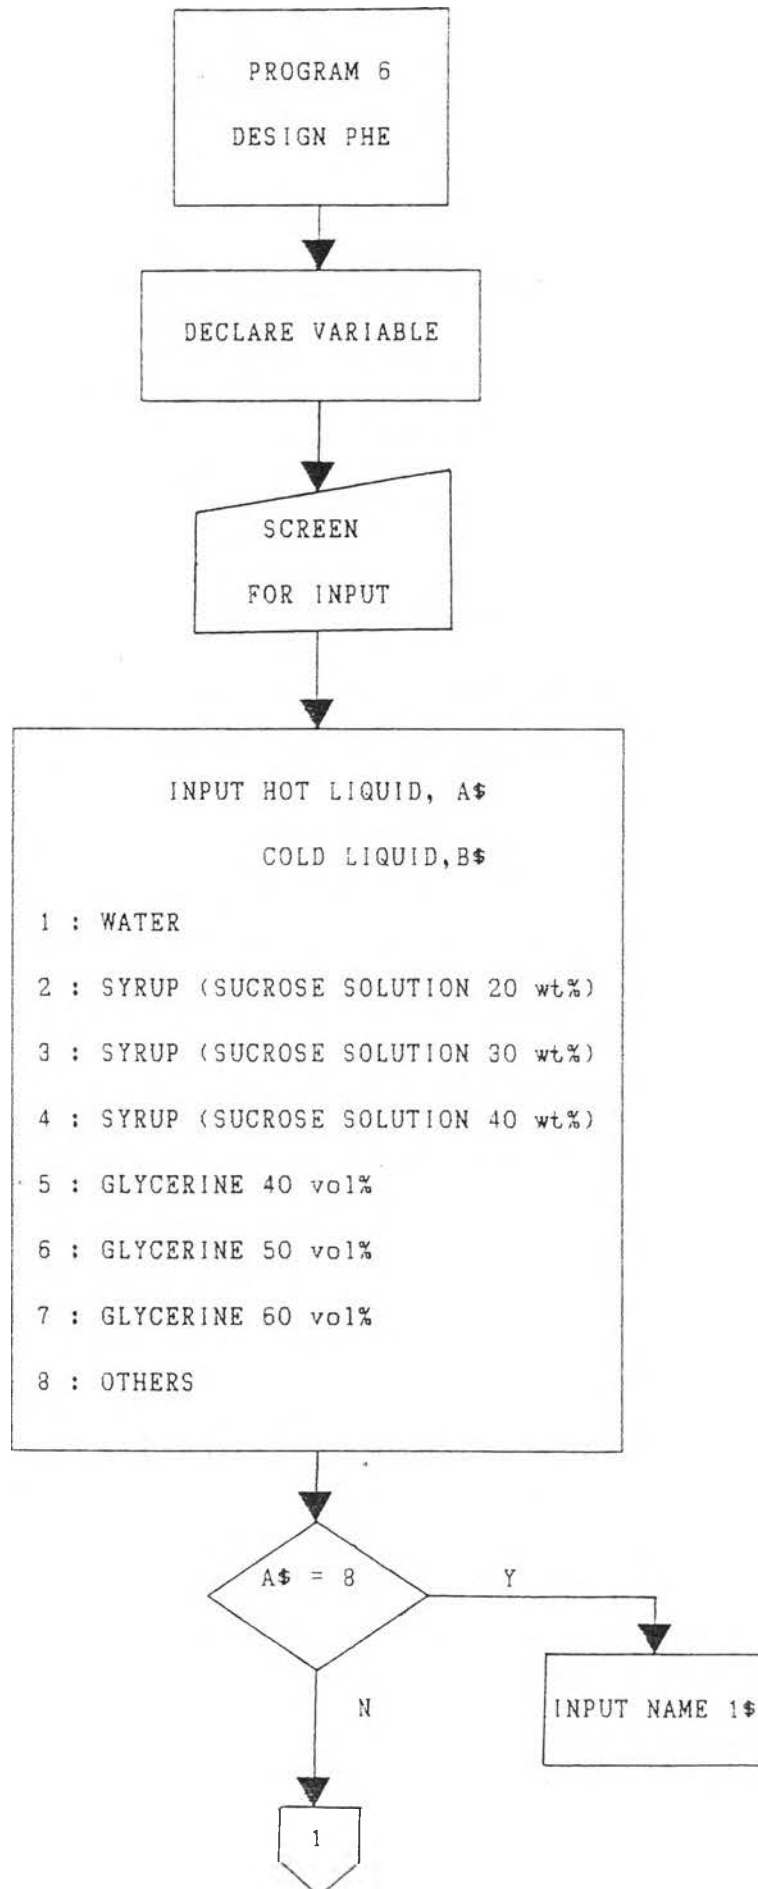 PROGRAM 6
DESIGN PHE
DECLARE VARIABLE
SCREEN
FOR INPUT
INPUT HOT LIQUID, A$
COLD LIQUID,B$
1 : WATER
2 : SYRUP (SUCROSE SOLUTION 20 wt%)
3 : SYRUP (SUCROSE SOLUTION 30 wt%)
4 : SYRUP (SUCROSE SOLUTION 40 wt%)
5 : GLYCERINE 40 vol%
6 : GLYCERINE 50 vol%
7 : GLYCERINE 60 vol%
8 : OTHERS
A$ = 8
Y
N
INPUT NAME 1$
1